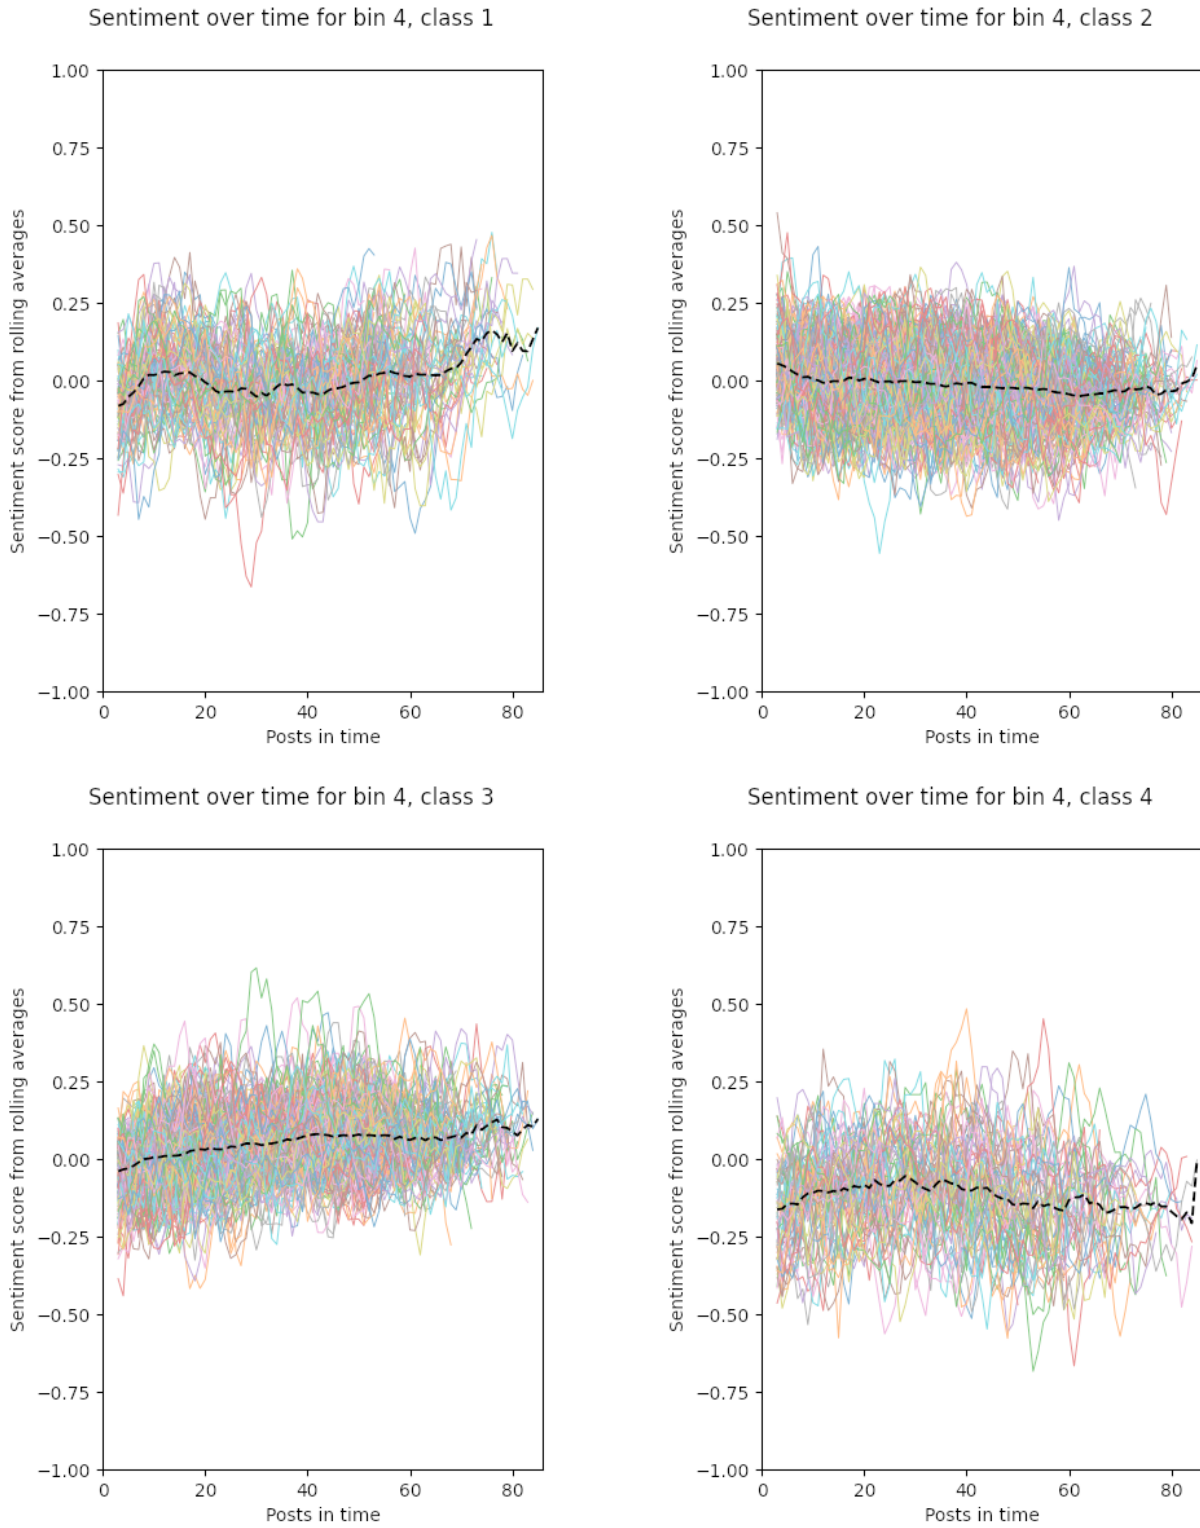 Sentiment over time for bin 4, class 1
1.00
0.75
0.50
0.25
0.00
−0.25
−0.50
−0.75
−1.00
Sentiment score from rolling averages
0 20 40 60 80
Posts in time
Sentiment over time for bin 4, class 2
1.00
0.75
0.50
0.25
0.00
−0.25
−0.50
−0.75
−1.00
Sentiment score from rolling averages
0 20 40 60 80
Posts in time
Sentiment over time for bin 4, class 3
1.00
0.75
0.50
0.25
0.00
−0.25
−0.50
−0.75
−1.00
Sentiment score from rolling averages
0 20 40 60 80
Posts in time
Sentiment over time for bin 4, class 4
1.00
0.75
0.50
0.25
0.00
−0.25
−0.50
−0.75
−1.00
Sentiment score from rolling averages
0 20 40 60 80
Posts in time